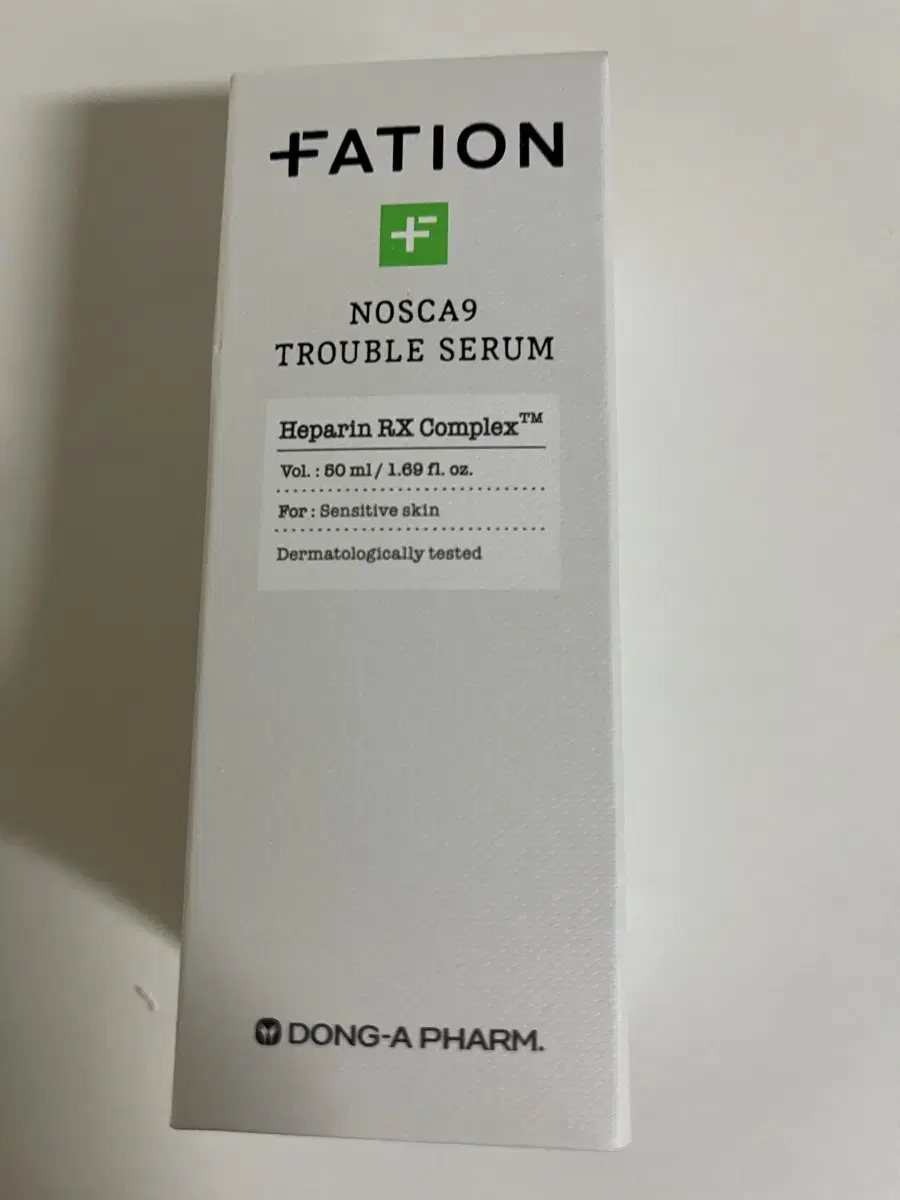 FATION
NOSCA9
TROUBLE SERUM
Heparin RX Complex™
Vol. : 50 ml / 1.69 fl. oz.
For : Sensitive skin
Dermatologically tested
DONG-A PHARM.